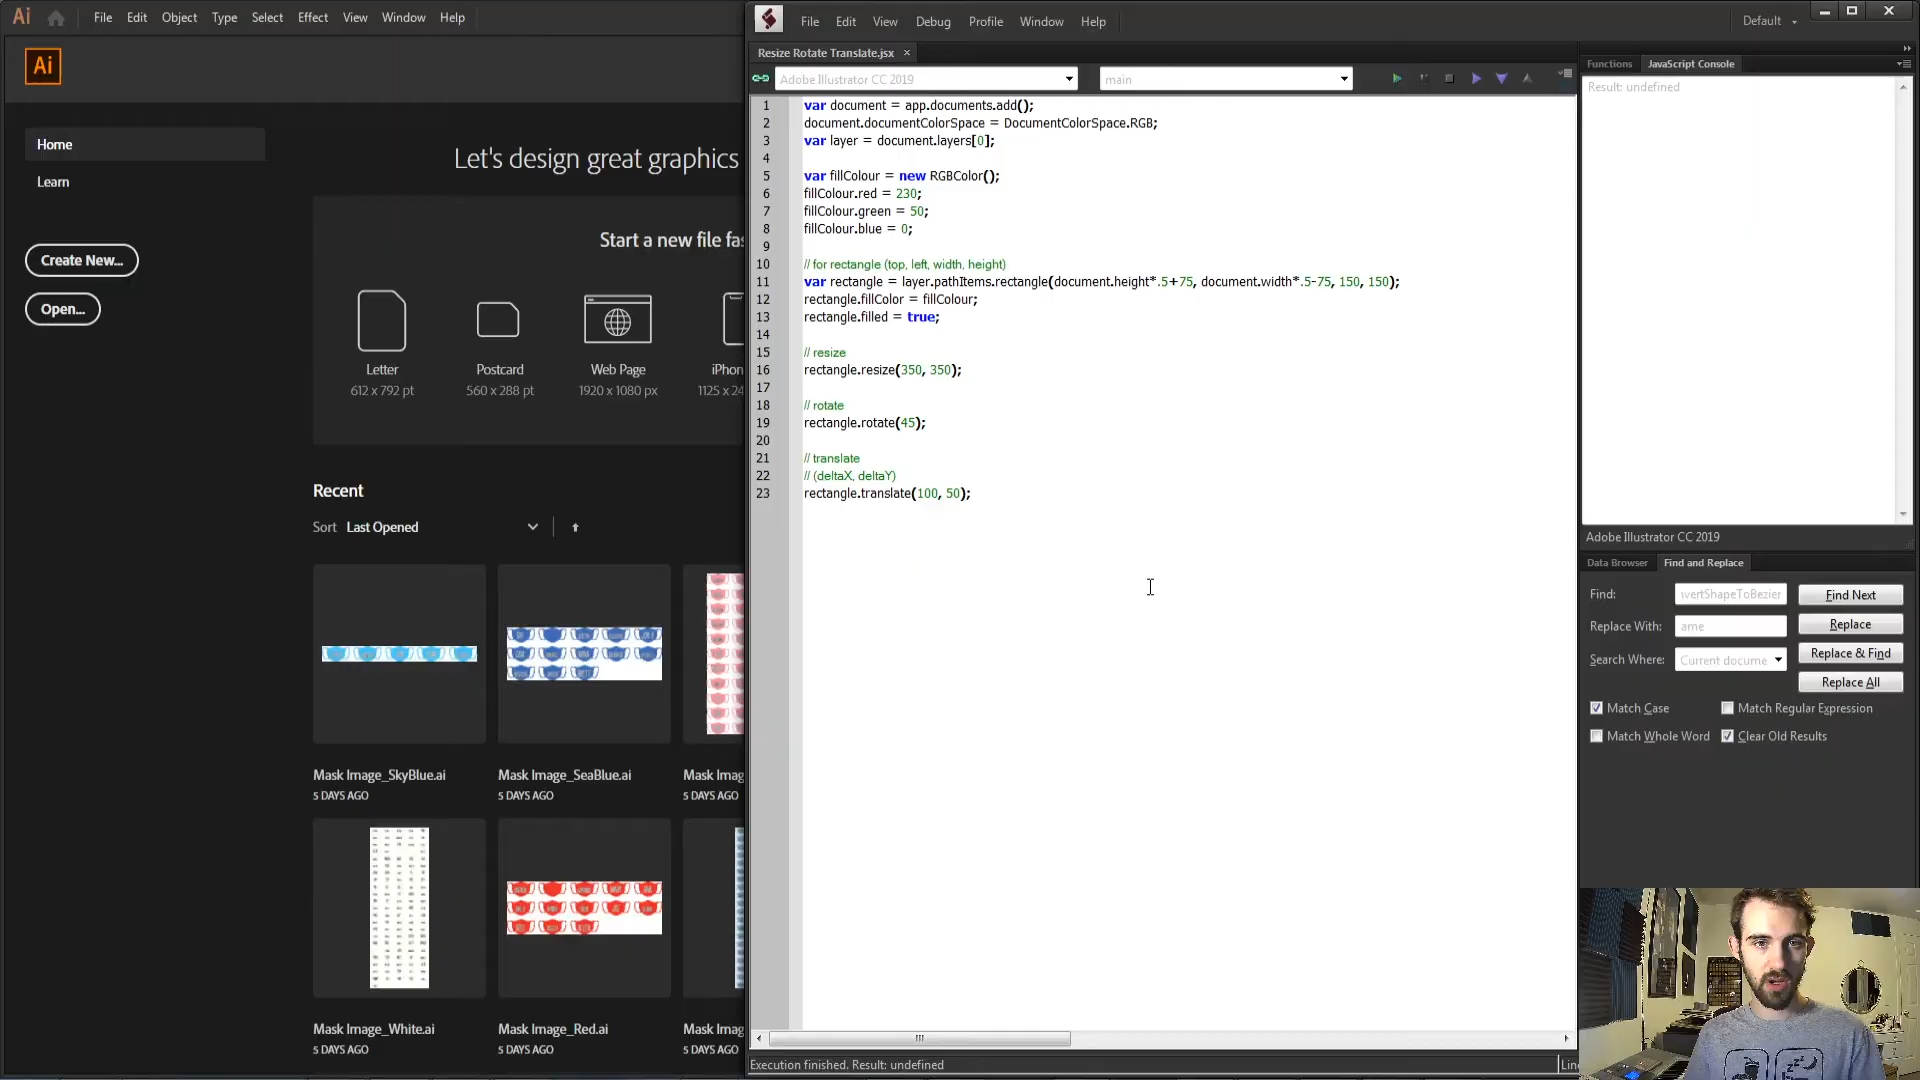 Ai File Edit Object Type Select Effect View Window Help
Ai
Home
Learn
Create New...
Open...
Let's design great graphics
Start a new file fas
Letter
612 x 792 pt
Postcard
560 x 288 pt
Web Page
1920 x 1080 px
iPhon
1125 x 24
Recent
Sort Last Opened
Mask Image_SkyBlue.ai
5 DAYS AGO
Mask Image_SeaBlue.ai
5 DAYS AGO
Mask Imag
5 DAYS AGO
Mask Image_White.ai
5 DAYS AGO
Mask Image_Red.ai
5 DAYS AGO
Mask Imag
5 DAYS AGO
File Edit View Debug Profile Window Help
Default
Resize Rotate Translate.jsx ×
Adobe Illustrator CC 2019 main
1 var document = app.documents.add();
2 document.documentColorSpace = DocumentColorSpace.RGB;
3 var layer = document.layers[0];
4
5 var fillColour = new RGBColor();
6 fillColour.red = 230;
7 fillColour.green = 50;
8 fillColour.blue = 0;
9
10 // for rectangle (top, left, width, height)
11 var rectangle = layer.pathItems.rectangle(document.height*.5+75, document.width*.5-75, 150, 150);
12 rectangle.fillColor = fillColour;
13 rectangle.filled = true;
14
15 // resize
16 rectangle.resize(350, 350);
17
18 // rotate
19 rectangle.rotate(45);
20
21 // translate
22 // (deltaX, deltaY)
23 rectangle.translate(100, 50);
Execution finished. Result: undefined
Lin
Functions JavaScript Console
Result: undefined
Adobe Illustrator CC 2019
Data Browser Find and Replace
Find: vertShapeToBezier Find Next
Replace With: ame Replace
Search Where: Current docume Replace & Find
Replace All
Match Case Match Regular Expression
Match Whole Word Clear Old Results